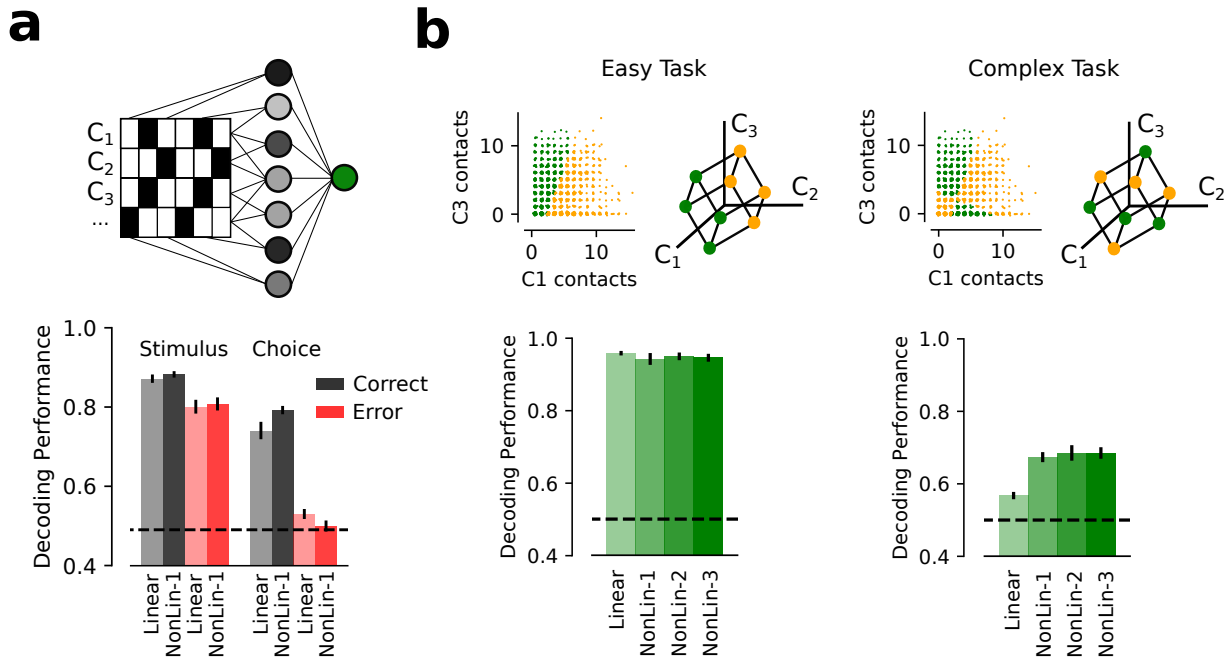 a
C1
C2
C3
...
1.0
0.8
0.6
0.4
Decoding Performance
Stimulus
Choice
Correct
Error
Linear
NonLin-1
Linear
NonLin-1
Linear
NonLin-1
Linear
NonLin-1
b
Easy Task
C3 contacts
10
0
0
10
C1 contacts
C3
C2
C1
Complex Task
C3 contacts
10
0
0
10
C1 contacts
C3
C2
C1
Decoding Performance
1.0
0.8
0.6
0.4
Linear
NonLin-1
NonLin-2
NonLin-3
Decoding Performance
1.0
0.8
0.6
0.4
Linear
NonLin-1
NonLin-2
NonLin-3